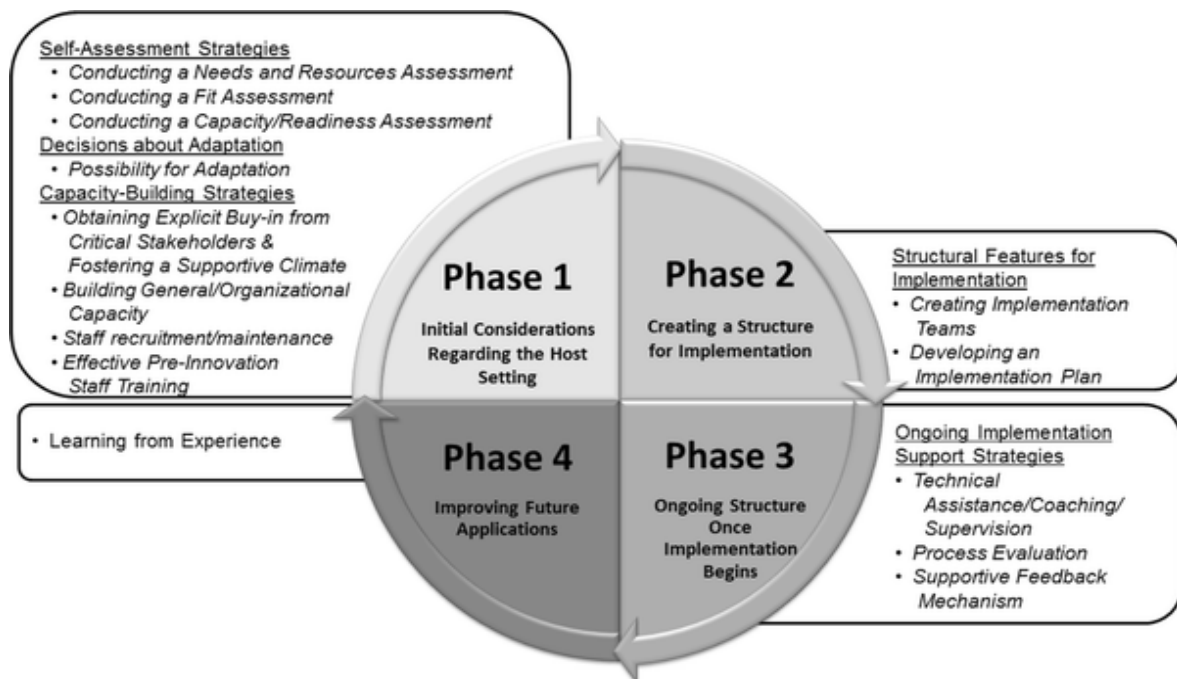 Self-Assessment Strategies
• Conducting a Needs and Resources Assessment
• Conducting a Fit Assessment
• Conducting a Capacity/Readiness Assessment
Decisions about Adaptation
• Possibility for Adaptation
Capacity-Building Strategies
• Obtaining Explicit Buy-in from
Critical Stakeholders &
Fostering a Supportive Climate
• Building General/Organizational
Capacity
• Staff recruitment/maintenance
• Effective Pre-Innovation
Staff Training
Phase 1
Initial Considerations
Regarding the Host
Setting
Phase 2
Creating a Structure
for Implementation
Structural Features for
Implementation
• Creating Implementation
Teams
• Developing an
Implementation Plan
• Learning from Experience
Phase 4
Improving Future
Applications
Phase 3
Ongoing Structure
Once
Implementation
Begins
Ongoing Implementation
Support Strategies
• Technical
Assistance/Coaching/
Supervision
• Process Evaluation
• Supportive Feedback
Mechanism